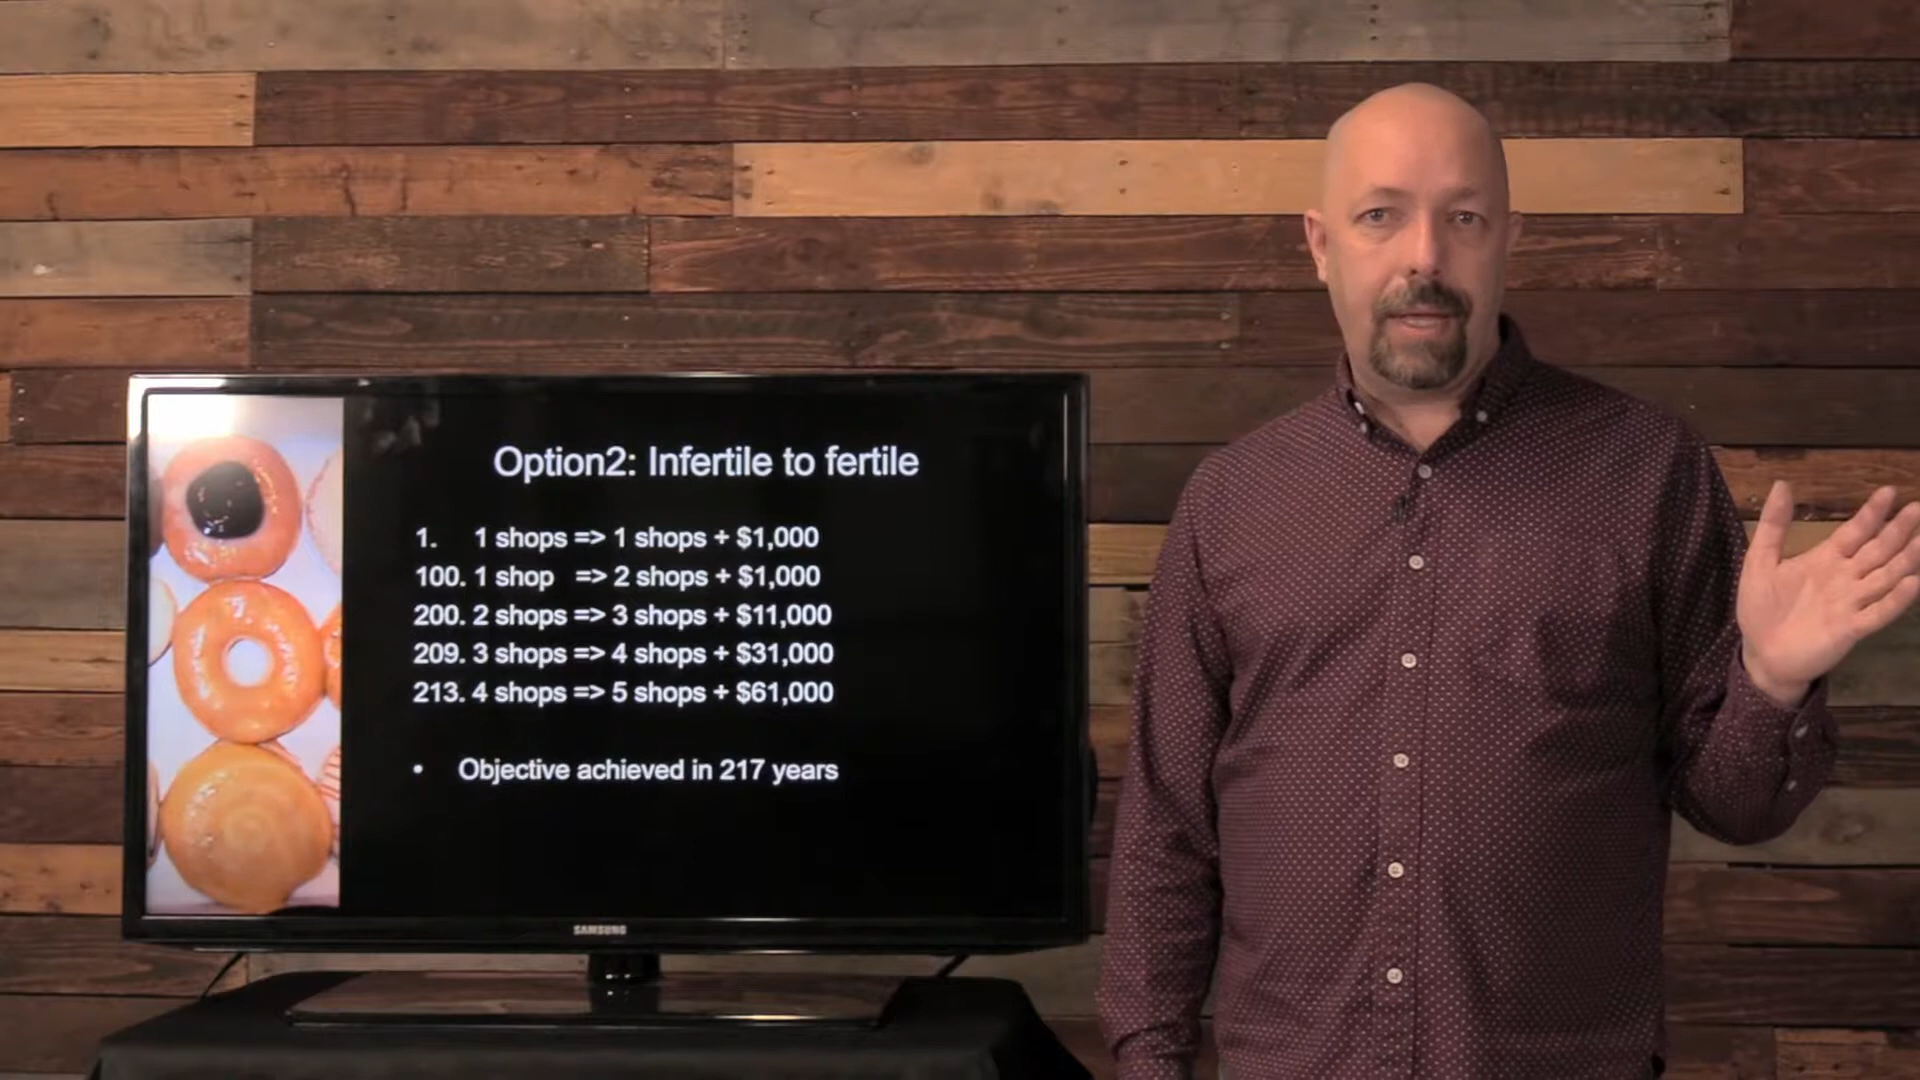 Option2: Infertile to fertile
1. 1 shops => 1 shops + $1,000
100. 1 shop => 2 shops + $1,000
200. 2 shops => 3 shops + $11,000
209. 3 shops => 4 shops + $31,000
213. 4 shops => 5 shops + $61,000
• Objective achieved in 217 years
SAMSUNG